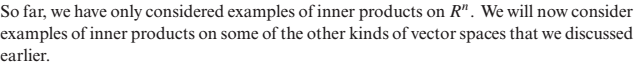 So far, we have only considered examples of inner products on Rⁿ. We will now consider
examples of inner products on some of the other kinds of vector spaces that we discussed
earlier.